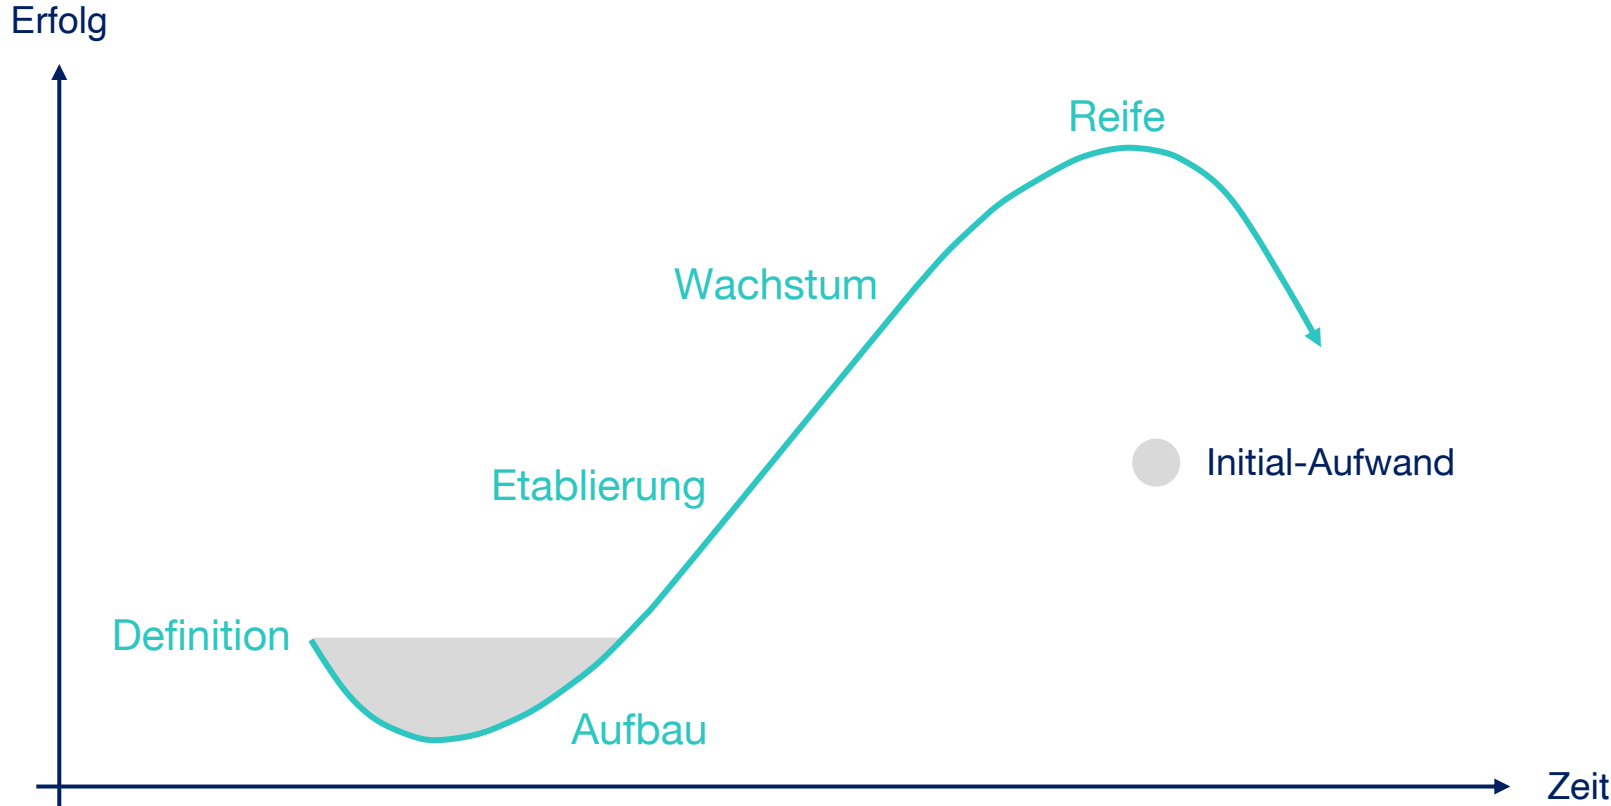 Erfolg
Reife
Wachstum
Initial-Aufwand
Etablierung
Definition
Aufbau
Zeit